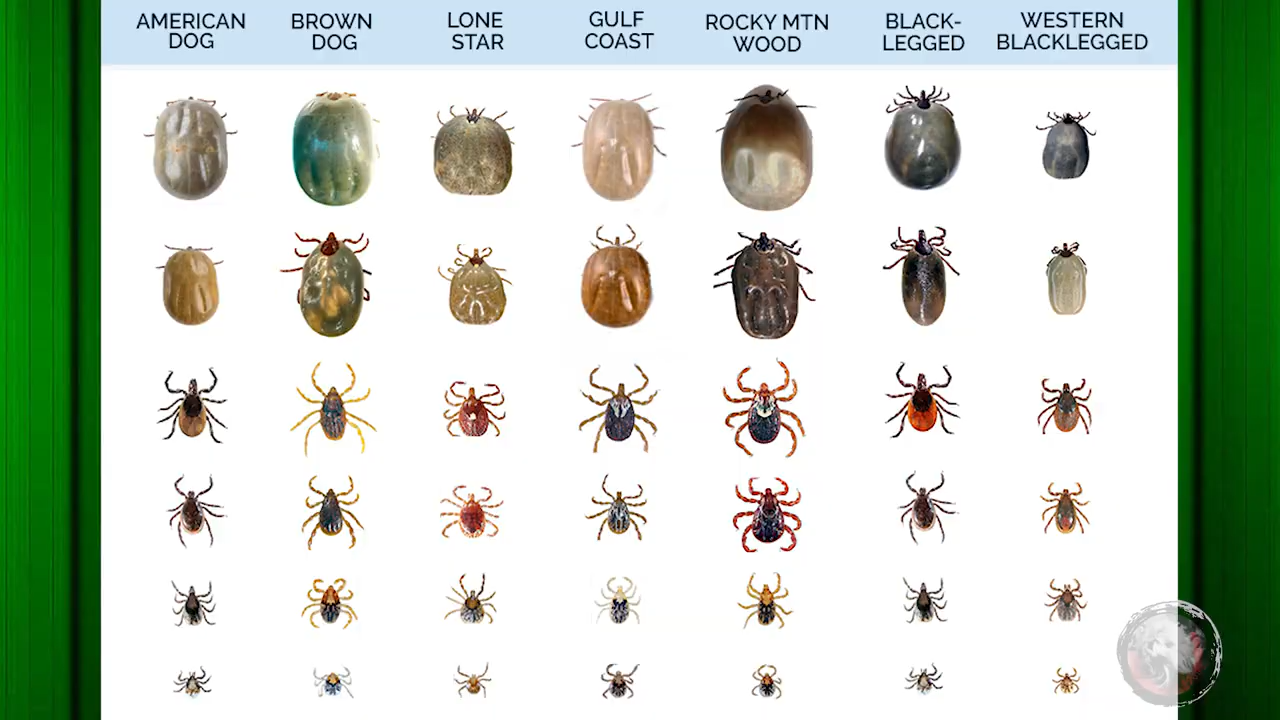 AMERICAN
DOG
BROWN
DOG
LONE
STAR
GULF
COAST
ROCKY MTN
WOOD
BLACK-
LEGGED
WESTERN
BLACKLEGGED